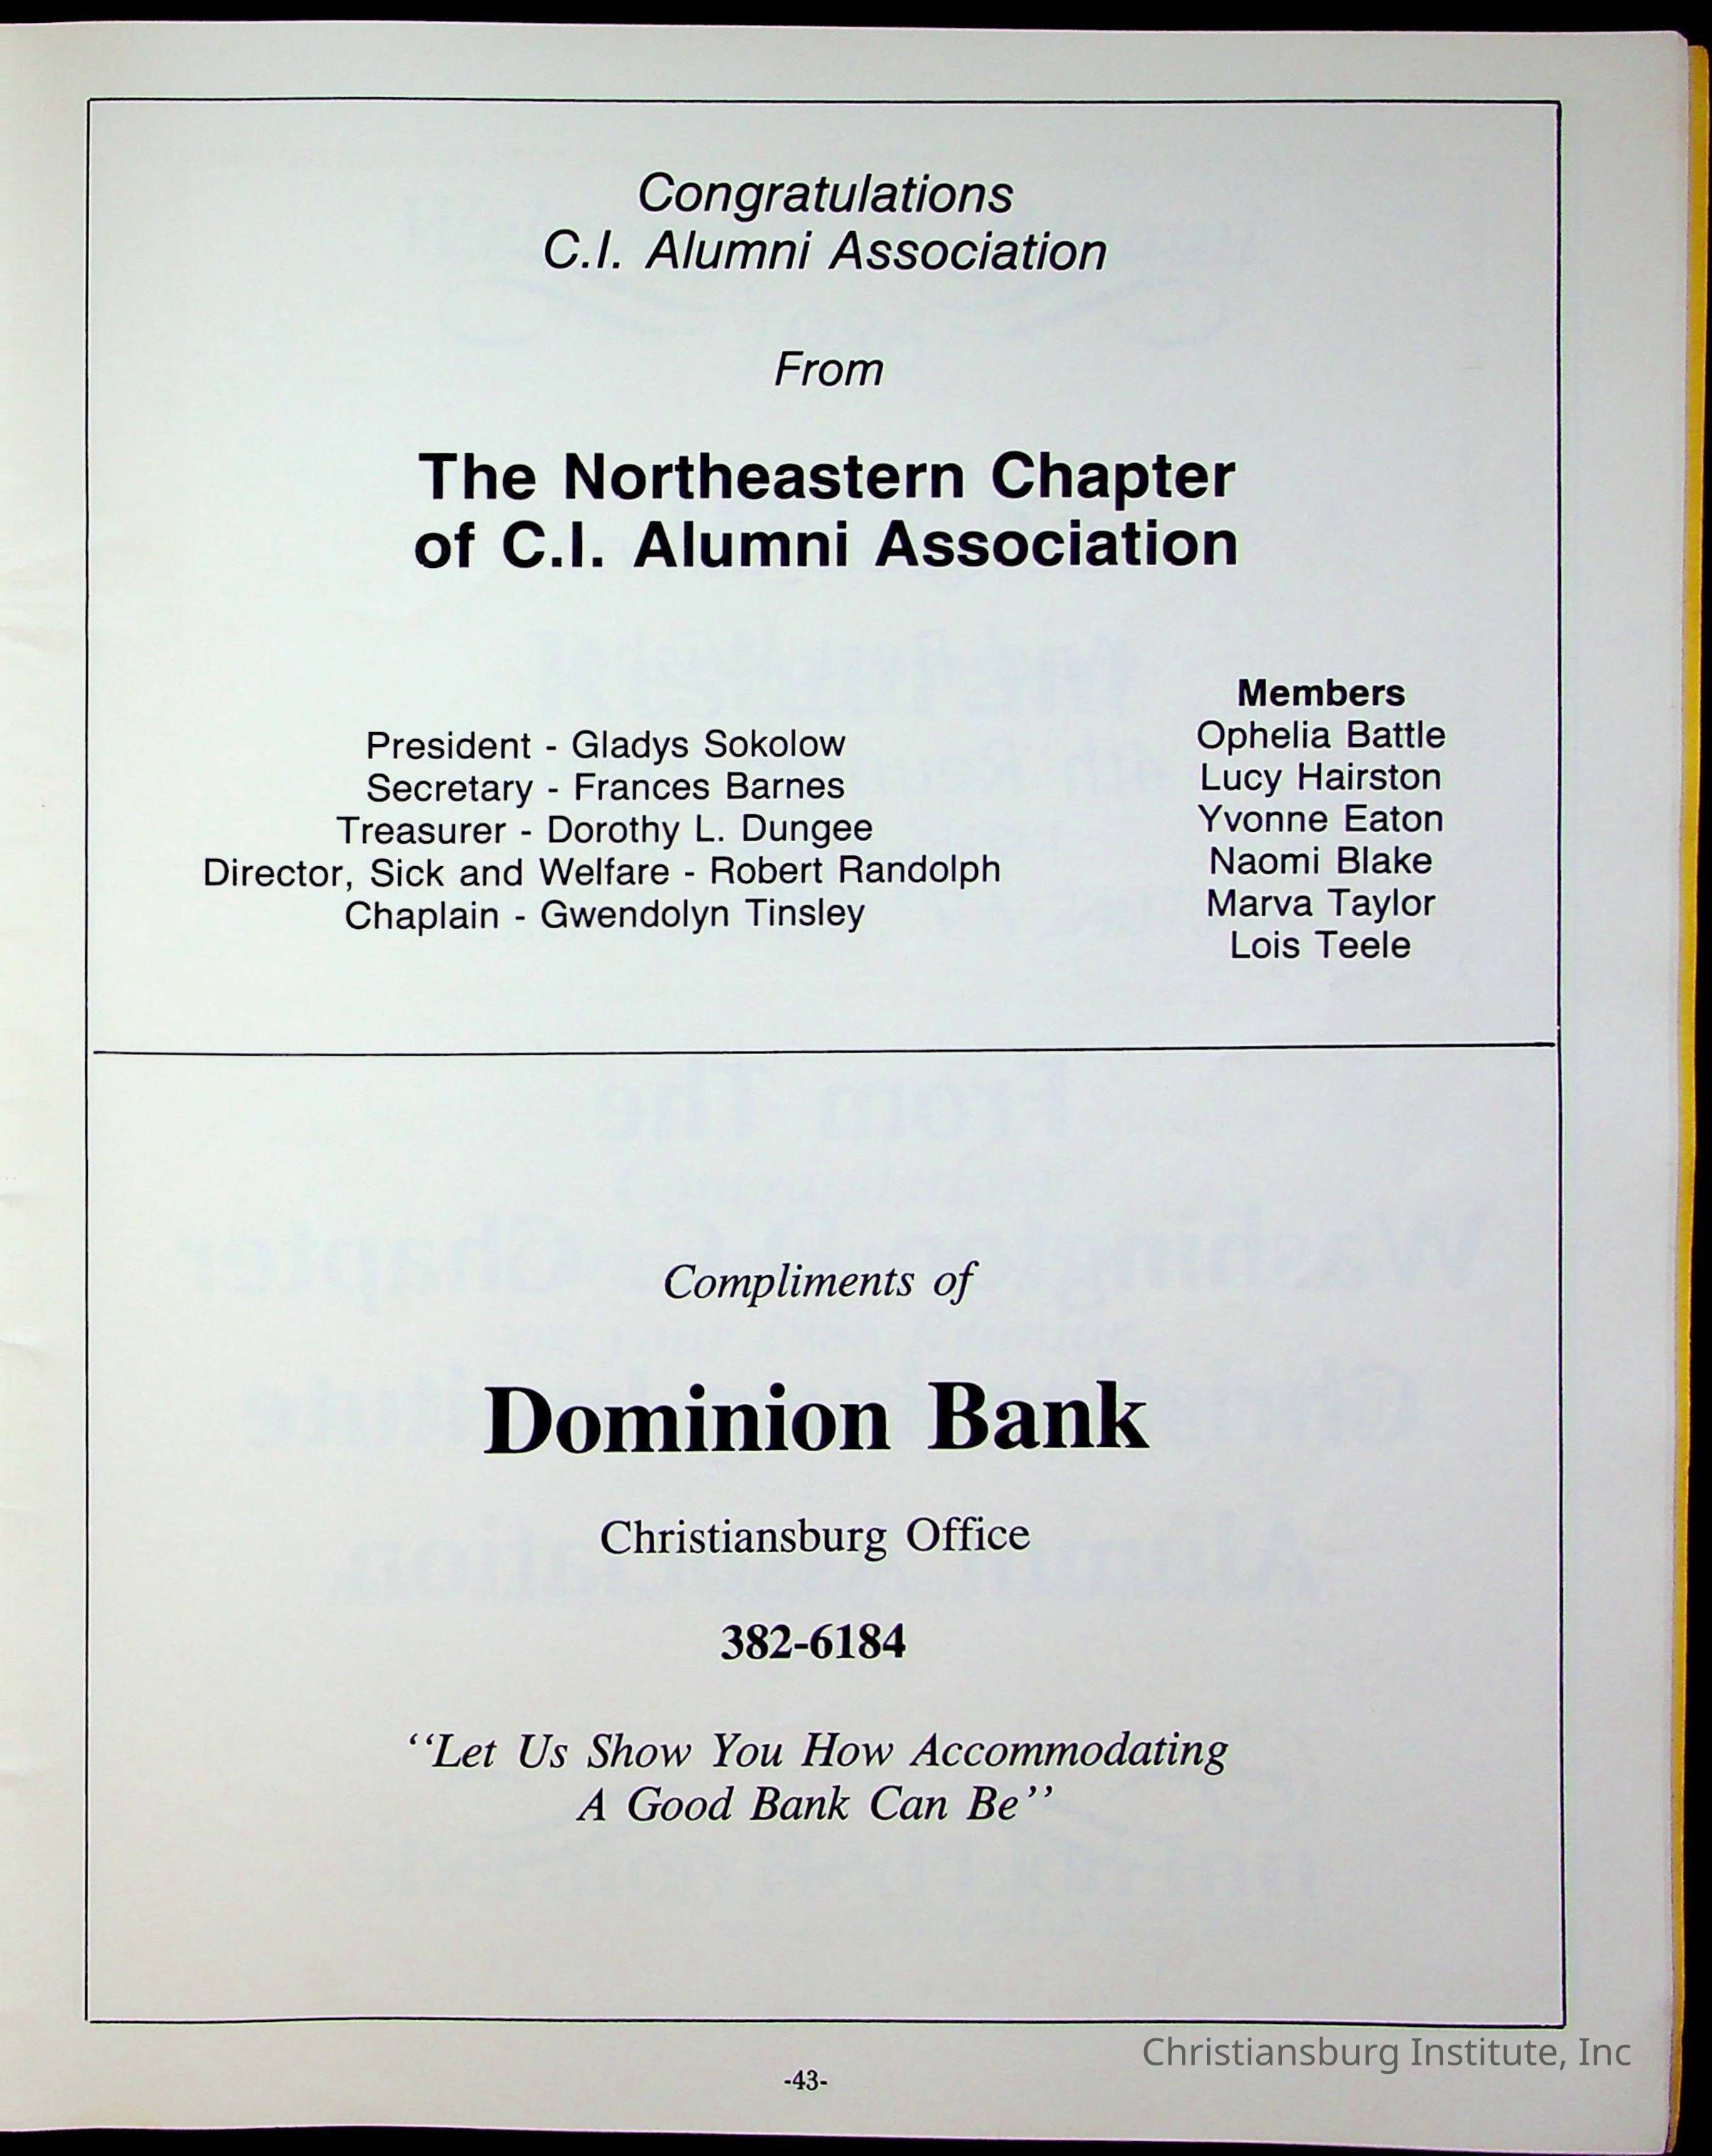 Congratulations
C.I. Alumni Association
From
The Northeastern Chapter
of C.I. Alumni Association
President - Gladys Sokolow
Secretary - Frances Barnes
Treasurer - Dorothy L. Dungee
Director, Sick and Welfare - Robert Randolph
Chaplain - Gwendolyn Tinsley
Members
Ophelia Battle
Lucy Hairston
Yvonne Eaton
Naomi Blake
Marva Taylor
Lois Teele
Compliments of
Dominion Bank
Christiansburg Office
382-6184
‘‘Let Us Show You How Accommodating
A Good Bank Can Be’’
Christiansburg Institute, Inc
-43-